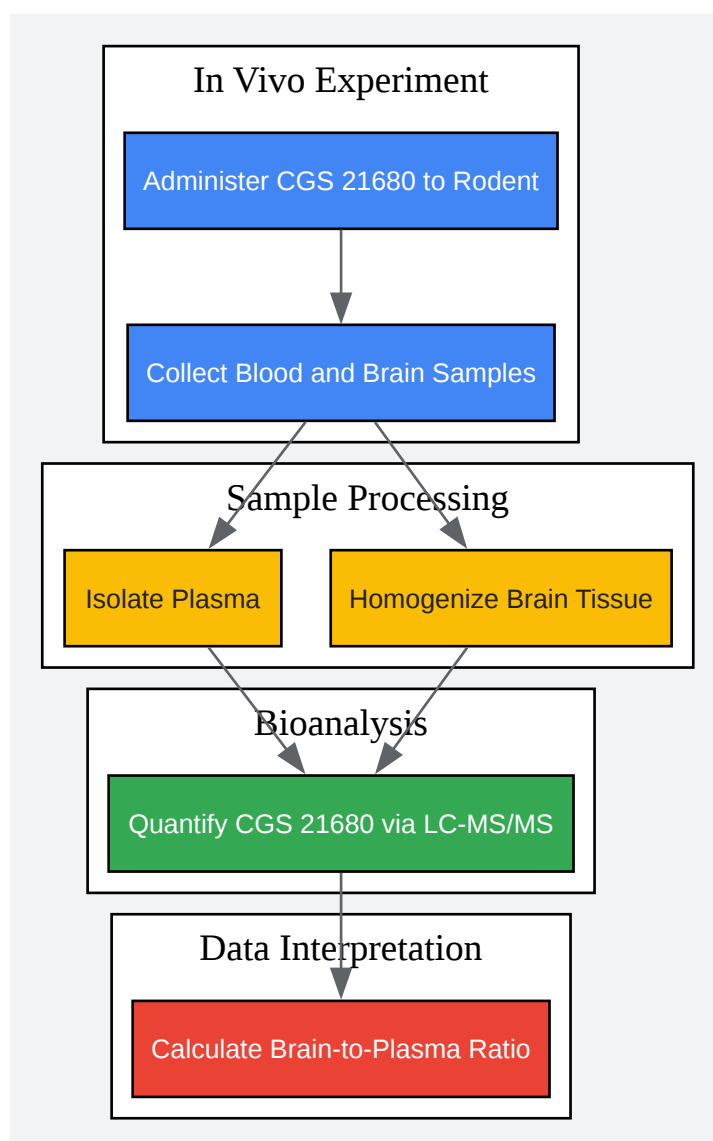 In Vivo Experiment
Administer CGS 21680 to Rodent
Collect Blood and Brain Samples
Sample Processing
Isolate Plasma
Homogenize Brain Tissue
Bioanalysis
Quantify CGS 21680 via LC-MS/MS
Data Interpretation
Calculate Brain-to-Plasma Ratio